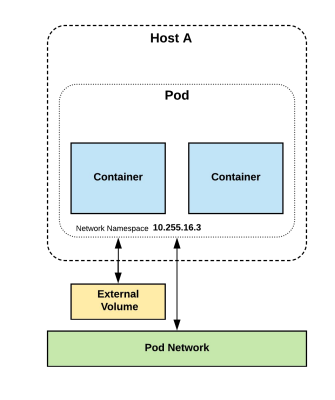 Host A
Pod
Container
Container
Network Namespace 10.255.16.3
External
Volume
Pod Network